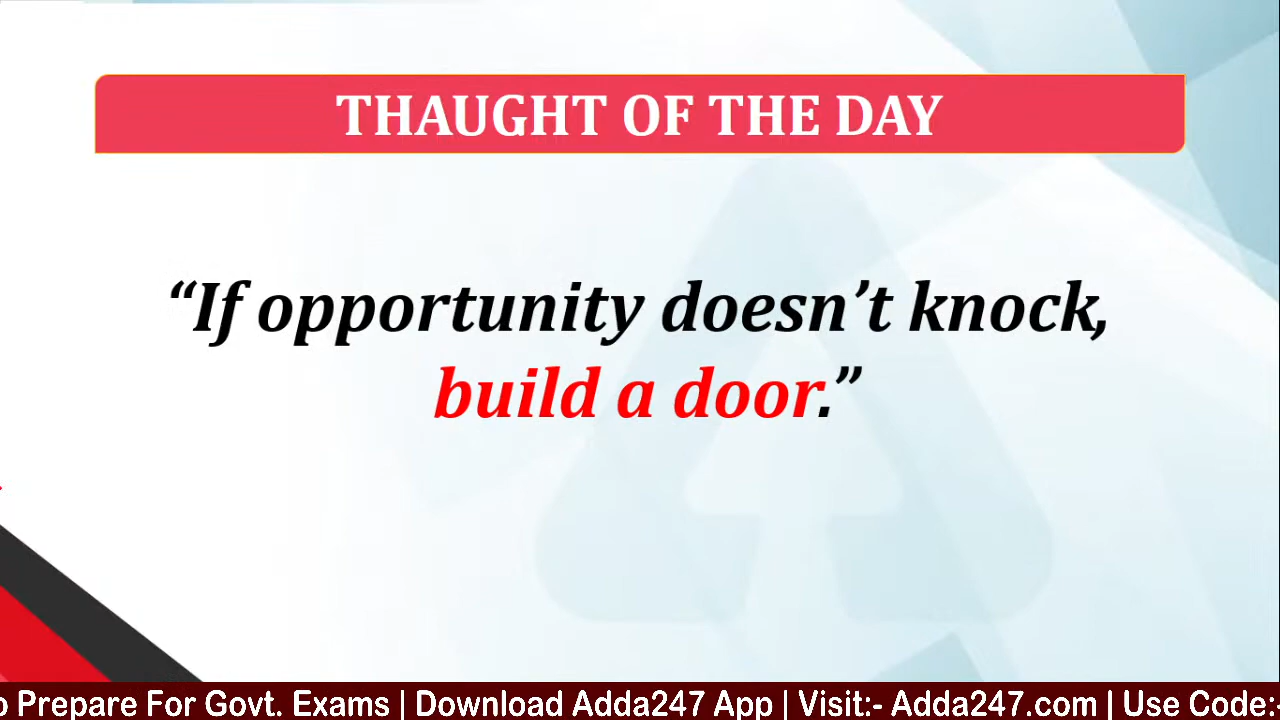 THAUGHT OF THE DAY
“If opportunity doesn’t knock,
build a door.”
Prepare For Govt. Exams | Download Adda247 App | Visit:- Adda247.com | Use Code: